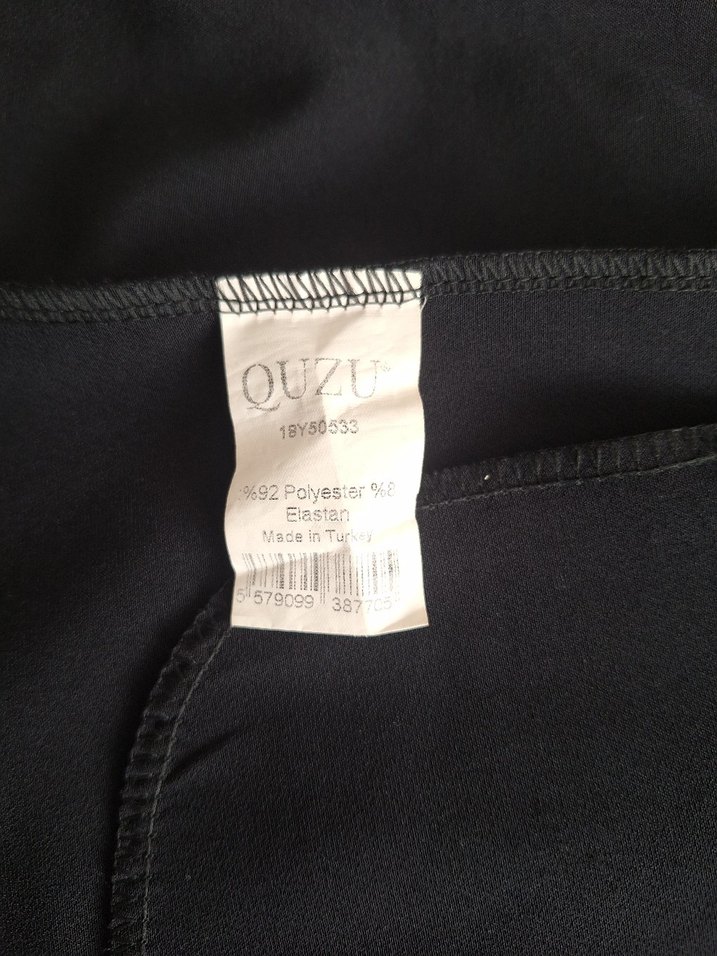 QUZU
18Y50533
:%92 Polyester %8
Elastan
Made in Turkey
5 579099 387705